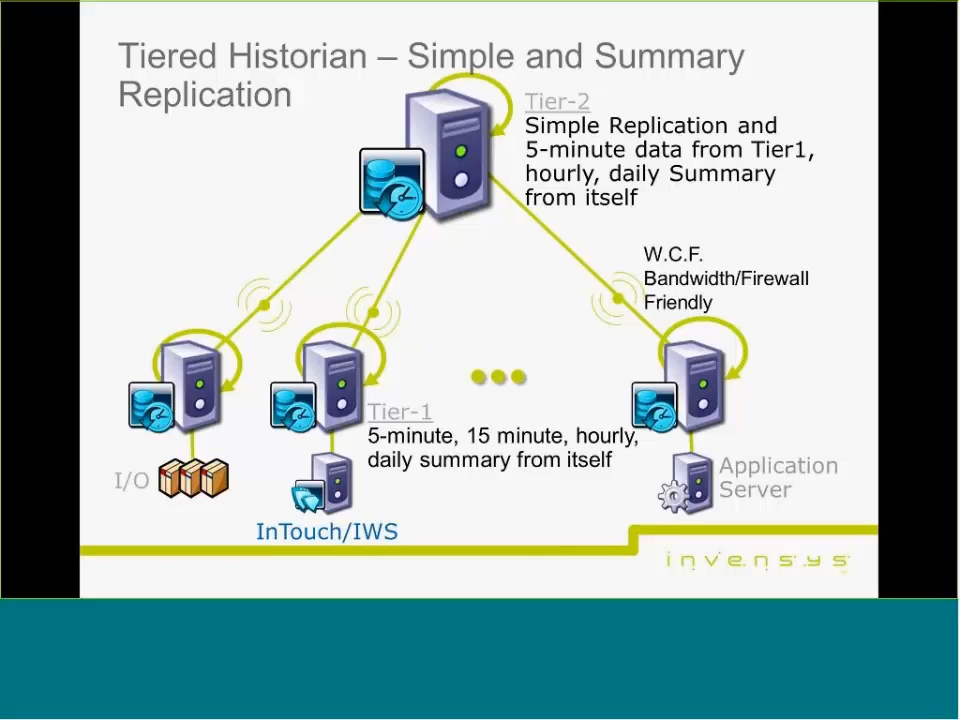 Tiered Historian – Simple and Summary
Replication
Tier-2
Simple Replication and
5-minute data from Tier1,
hourly, daily Summary
from itself
W.C.F.
Bandwidth/Firewall
Friendly
Tier-1
5-minute, 15 minute, hourly,
daily summary from itself
I/O
InTouch/IWS
Application
Server
invensys